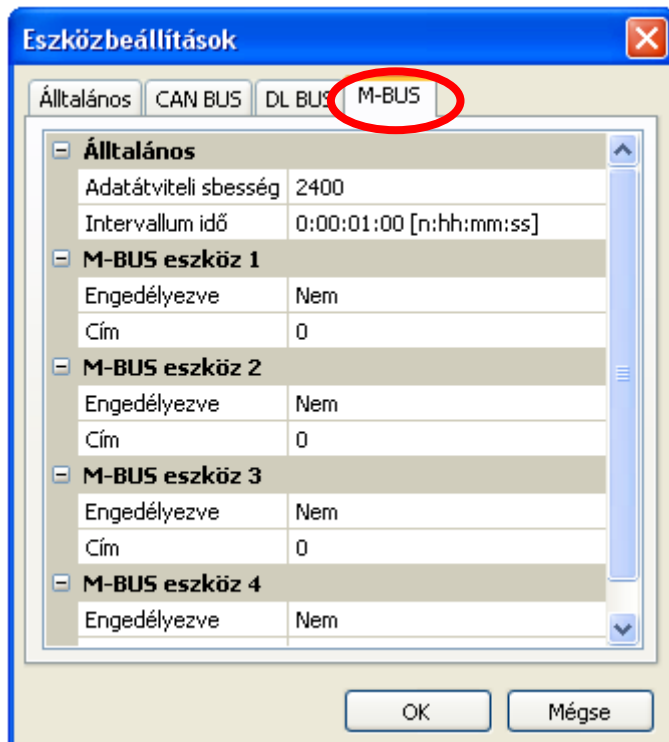 Eszközbeállítások
Álltalános CAN BUS DL BUS M-BUS
Álltalános
Adatátviteli sbesség 2400
Intervallum idő 0:00:01:00 [n:hh:mm:ss]
M-BUS eszköz 1
Engedélyezve Nem
Cím 0
M-BUS eszköz 2
Engedélyezve Nem
Cím 0
M-BUS eszköz 3
Engedélyezve Nem
Cím 0
M-BUS eszköz 4
Engedélyezve Nem
OK Mégse